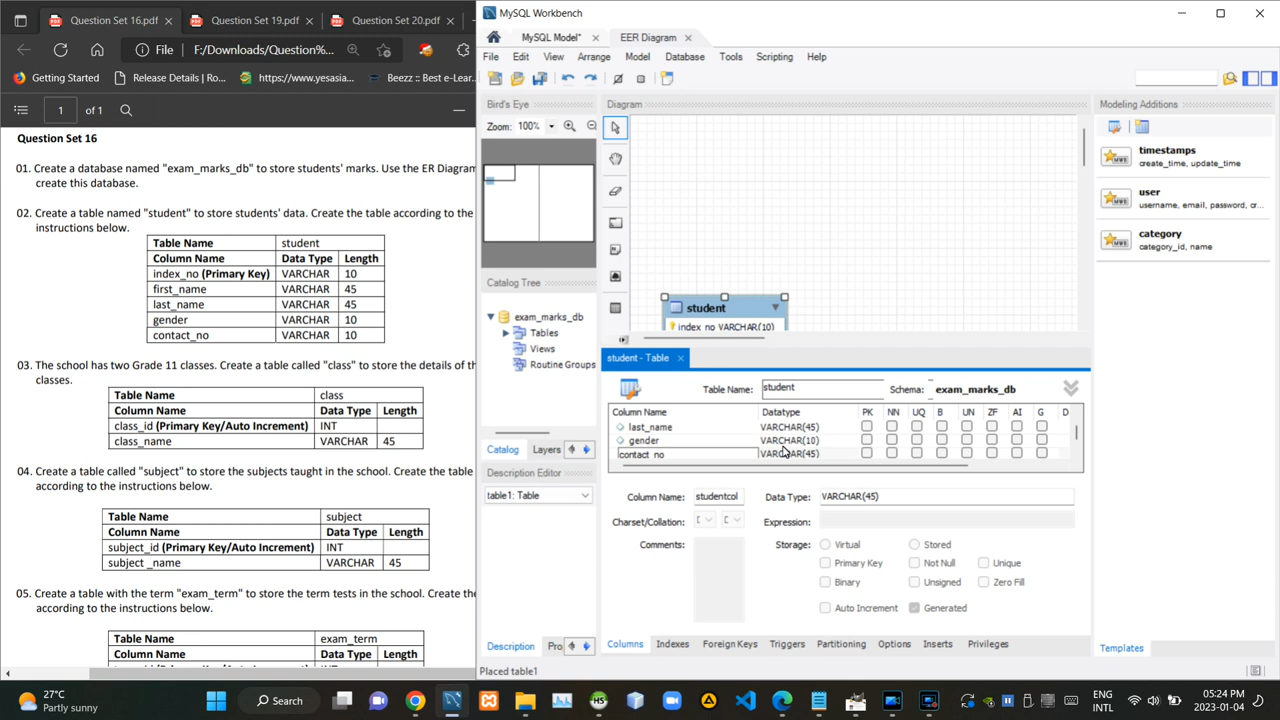 Question Set 16.pdf
Question Set 19.pdf
Question Set 20.pdf
File
F:/Downloads/Question%...
Getting Started
Release Details | Ro...
https://www.yesasia...
Beezz :: Best e-Lear...
1
of 1
Question Set 16
01. Create a database named "exam_marks_db" to store students' marks. Use the ER Diagram
create this database.
02. Create a table named "student" to store students' data. Create the table according to the
instructions below.
Table Name student
Column Name Data Type Length
index_no (Primary Key) VARCHAR 10
first_name VARCHAR 45
last_name VARCHAR 45
gender VARCHAR 10
contact_no VARCHAR 10
03. The school has two Grade 11 classes. Create a table called "class" to store the details of th
classes.
Table Name class
Column Name Data Type Length
class_id (Primary Key/Auto Increment) INT
class_name VARCHAR 45
04. Create a table called "subject" to store the subjects taught in the school. Create the table
according to the instructions below.
Table Name subject
Column Name Data Type Length
subject_id (Primary Key/Auto Increment) INT
subject _name VARCHAR 45
05. Create a table with the term "exam_term" to store the term tests in the school. Create the
according to the instructions below.
Table Name exam_term
Column Name Data Type Length
MySQL Workbench
MySQL Model*
EER Diagram
File Edit View Arrange Model Database Tools Scripting Help
Bird's Eye
Zoom: 100%
Catalog Tree
exam_marks_db
Tables
Views
Routine Groups
Catalog Layers
Description Editor
table1: Table
Description Pro
Diagram
student
index_no VARCHAR(10)
student - Table
Table Name: student Schema: exam_marks_db
Column Name Datatype PK NN UQ B UN ZF AI G D
last_name VARCHAR(45)
gender VARCHAR(10)
contact_no VARCHAR(45)
Column Name: studentcol Data Type: VARCHAR(45)
Charset/Collation: Expression:
Comments: Storage: Virtual Stored
Primary Key Not Null Unique
Binary Unsigned Zero Fill
Auto Increment Generated
Columns Indexes Foreign Keys Triggers Partitioning Options Inserts Privileges
Modeling Additions
timestamps
create_time, update_time
user
username, email, password, cr...
category
category_id, name
Templates
Placed table1
27°C
Partly sunny
Search
ENG
INTL
05:24 PM
2023-01-04